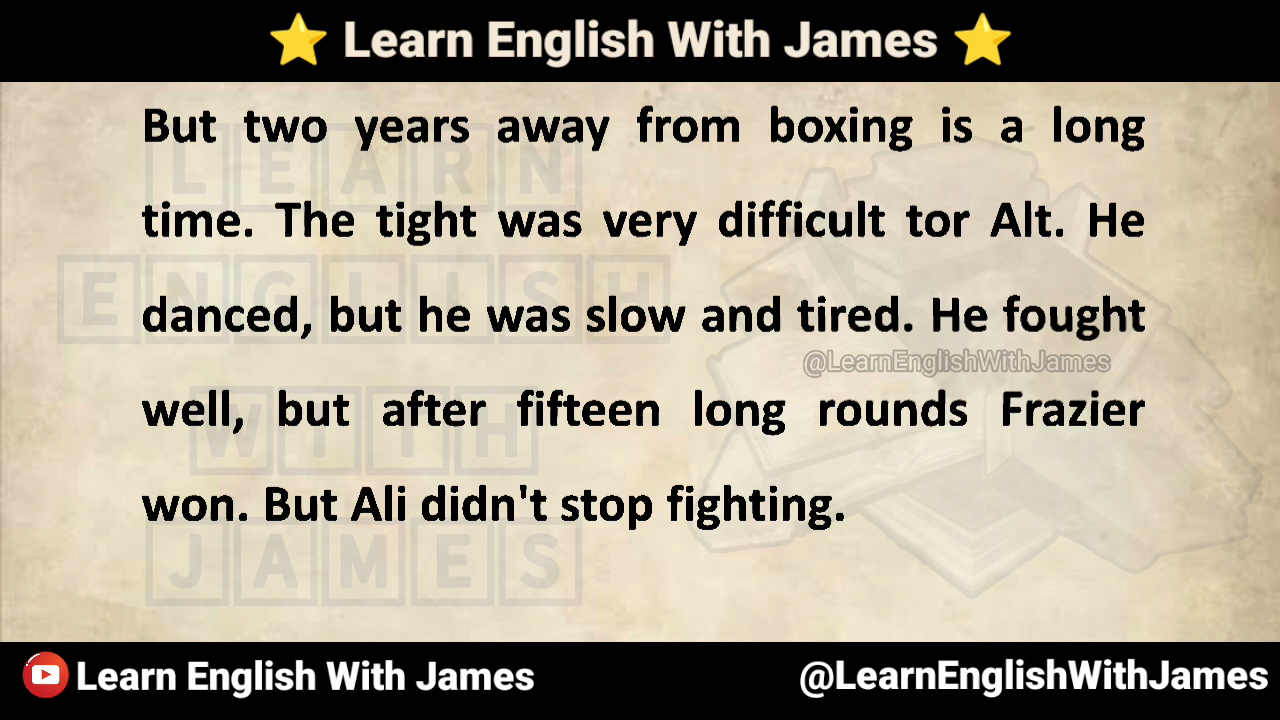 ⭐ Learn English With James ⭐
But two years away from boxing is a long
time. The tight was very difficult tor Alt. He
danced, but he was slow and tired. He fought
well, but after fifteen long rounds Frazier
won. But Ali didn't stop fighting.
LEARN
ENGLISH
WITH
JAMES
@LearnEnglishWithJames
Learn English With James
@LearnEnglishWithJames